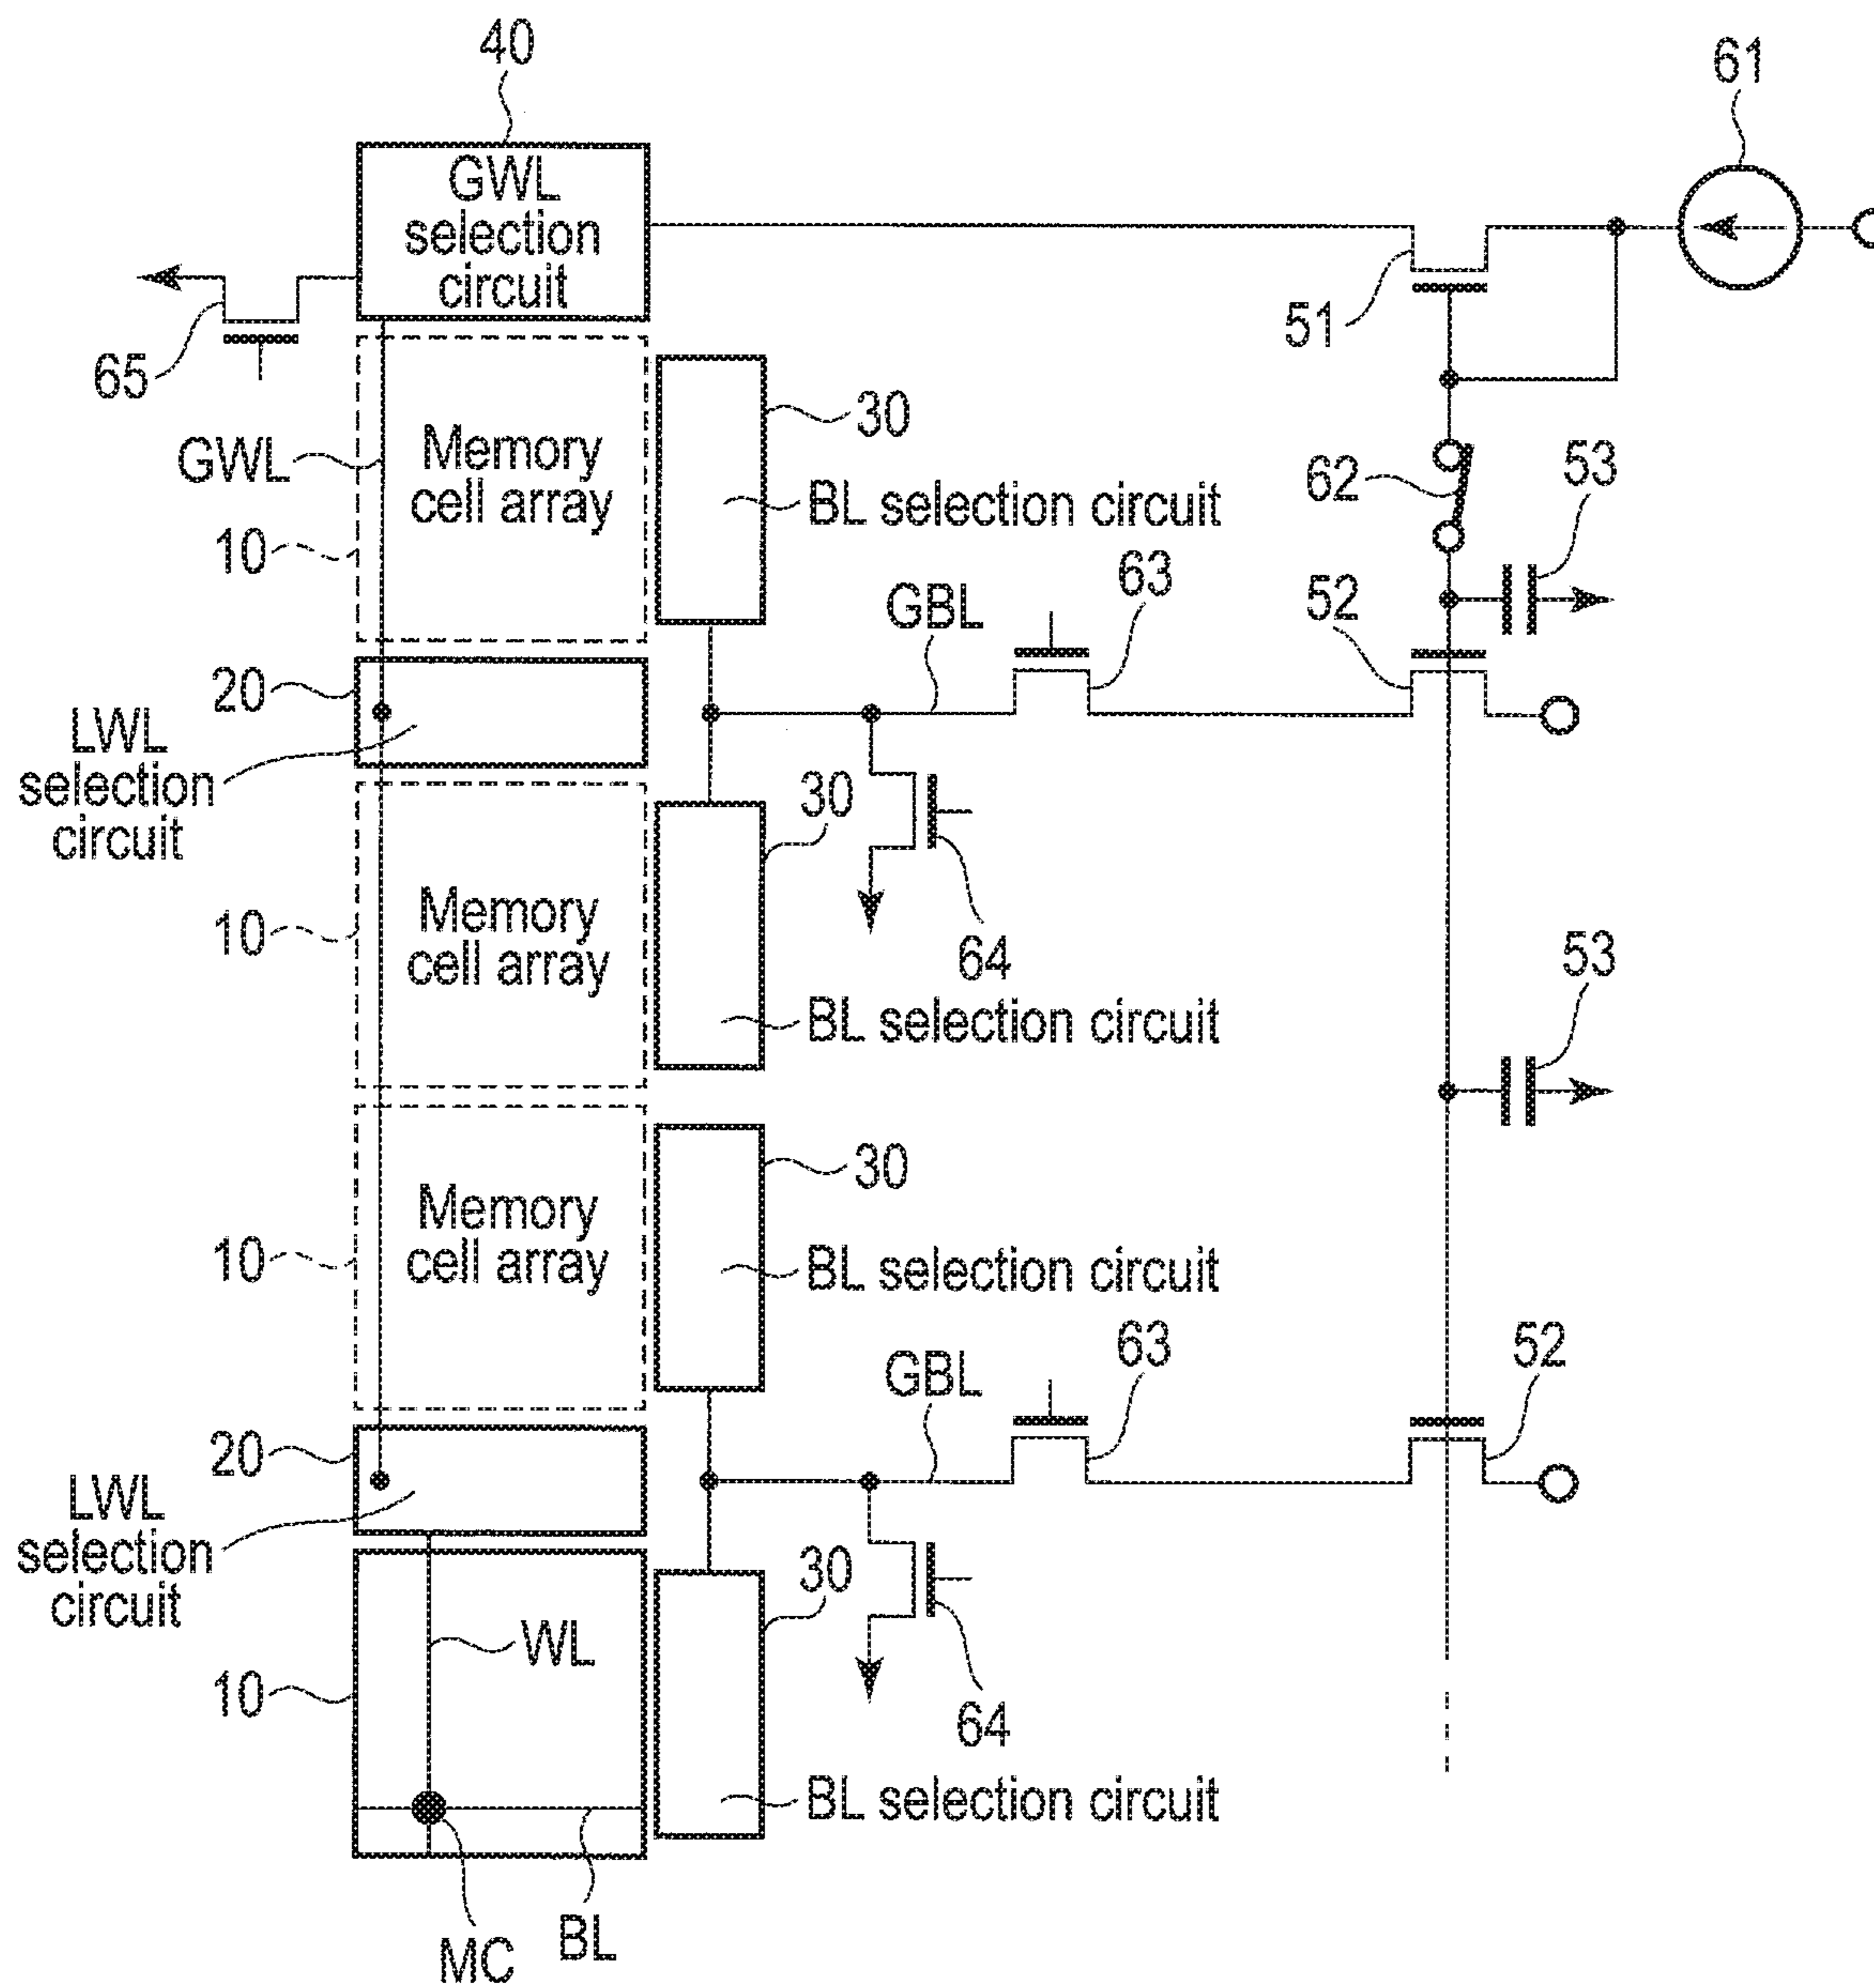 40
61
GWL
selection
circuit
51
65
30
GWL
Memory
cell array
53
62
BL selection circuit
10
63
52
GBL
20
LWL
selection
circuit
30
10
Memory
cell array
64
53
BL selection circuit
30
Memory
cell array
10
BL selection circuit
63
52
GBL
20
LWL
selection
circuit
30
WL
10
64
BL selection circuit
MC
BL